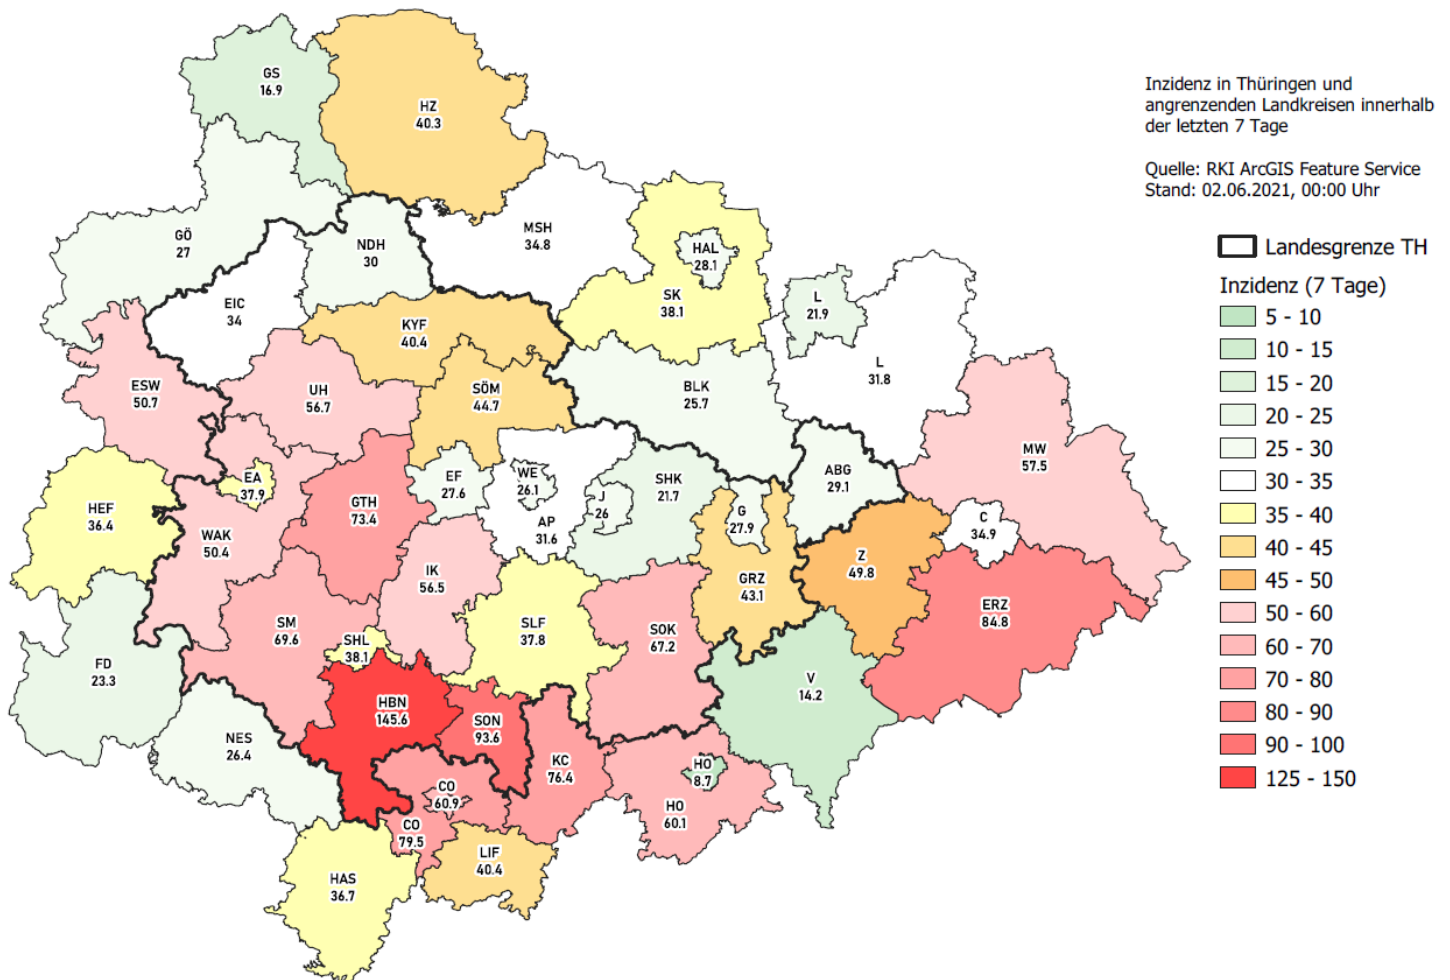 Inzidenz in Thüringen und
angrenzenden Landkreisen innerhalb
der letzten 7 Tage
Quelle: RKI ArcGIS Feature Service
Stand: 02.06.2021, 00:00 Uhr
Landesgrenze TH
Inzidenz (7 Tage)
5 - 10
10 - 15
15 - 20
20 - 25
25 - 30
30 - 35
35 - 40
40 - 45
45 - 50
50 - 60
60 - 70
70 - 80
80 - 90
90 - 100
125 - 150
GS
16.9
HZ
40.3
GÖ
27
NDH
30
MSH
34.8
HAL
28.1
EIC
34
SK
38.1
L
21.9
KYF
40.4
L
31.8
ESW
50.7
UH
56.7
SÖM
44.7
BLK
25.7
MW
57.5
EA
37.9
EF
27.6
WE
26.1
ABG
29.1
HEF
36.4
GTH
73.4
J
26
SHK
21.7
G
27.9
C
34.9
WAK
50.4
AP
31.6
Z
49.8
IK
56.5
GRZ
43.1
ERZ
84.8
SM
69.6
SHL
38.1
SLF
37.8
SOK
67.2
FD
23.3
V
14.2
HBN
145.6
SON
93.6
NES
26.4
KC
76.4
HO
8.7
CO
60.9
HO
60.1
CO
79.5
LIF
40.4
HAS
36.7